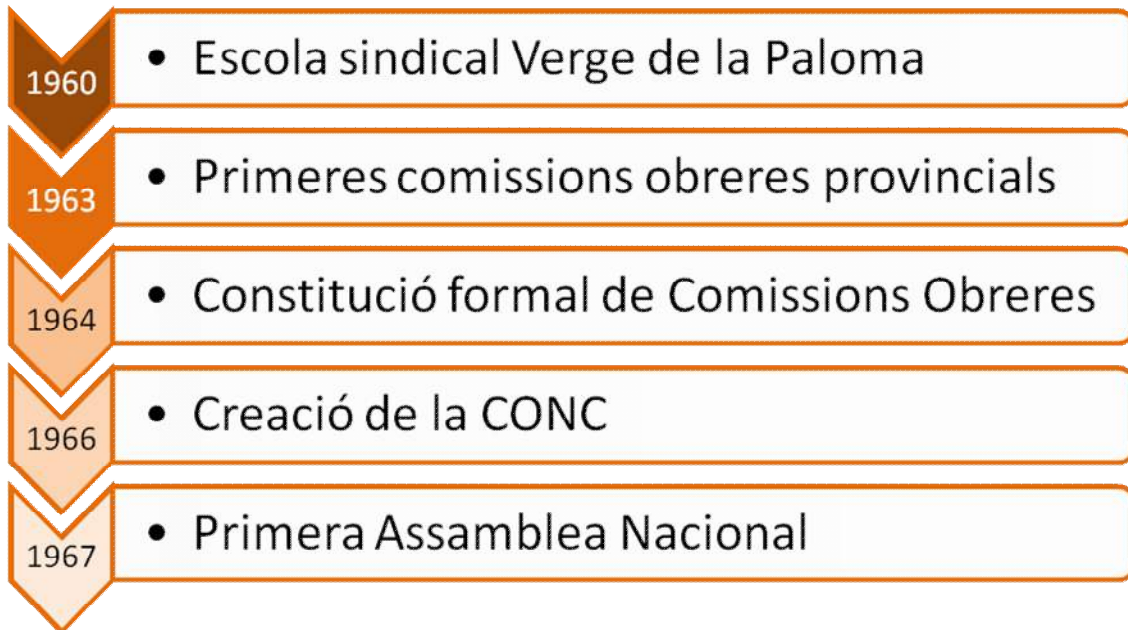 1960
• Escola sindical Verge de la Paloma
1963
• Primeres comissions obreres provincials
1964
• Constitució formal de Comissions Obreres
1966
• Creació de la CONC
1967
• Primera Assamblea Nacional